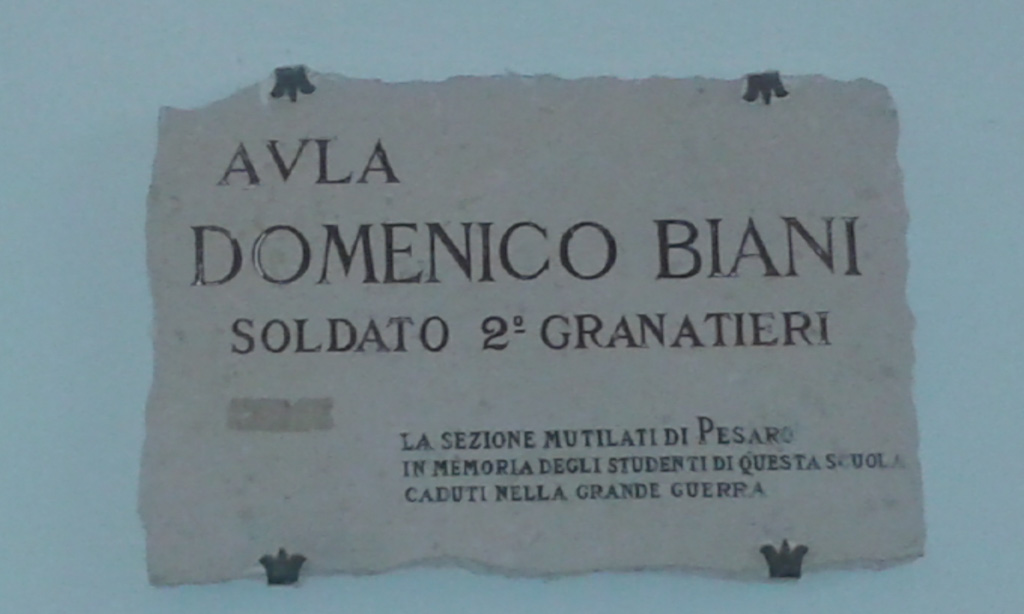 AVLA
DOMENICO BIANI
SOLDATO 2º GRANATIERI
LA SEZIONE MUTILATI DI PESARO
IN MEMORIA DEGLI STUDENTI DI QUESTA SCUOLA
CADUTI NELLA GRANDE GUERRA